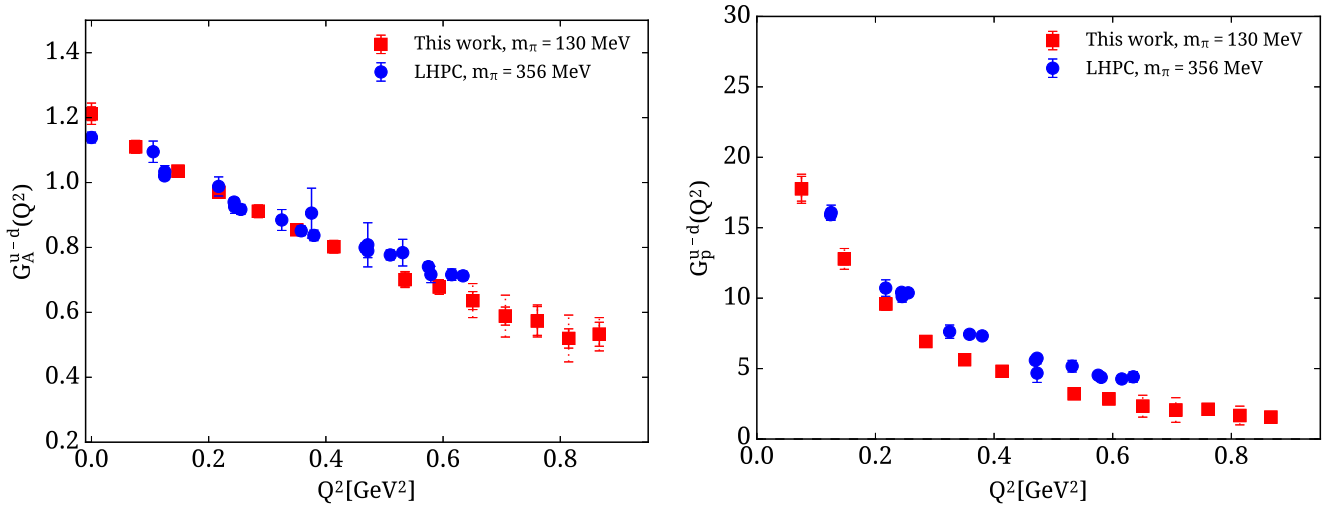 This work, mπ = 130 MeV
LHPC, mπ = 356 MeV
1.4
1.2
1.0
0.8
0.6
0.4
0.2
G_A^{u−d}(Q²)
0.0 0.2 0.4 0.6 0.8
Q²[GeV²]
This work, mπ = 130 MeV
LHPC, mπ = 356 MeV
30
25
20
15
10
5
0
G_p^{u−d}(Q²)
0.2 0.4 0.6 0.8
Q²[GeV²]